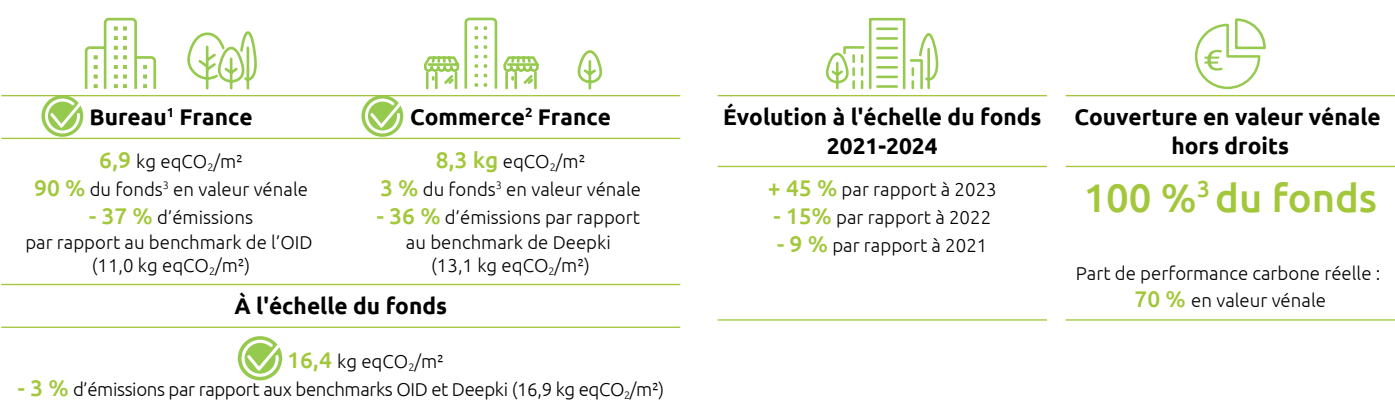 Bureau¹ France
6,9 kg eqCO₂/m²
90 % du fonds³ en valeur vénale
- 37 % d'émissions
par rapport au benchmark de l'OID
(11,0 kg eqCO₂/m²)
Commerce² France
8,3 kg eqCO₂/m²
3 % du fonds³ en valeur vénale
- 36 % d'émissions par rapport
au benchmark de Deepki
(13,1 kg eqCO₂/m²)
À l'échelle du fonds
16,4 kg eqCO₂/m²
- 3 % d'émissions par rapport aux benchmarks OID et Deepki (16,9 kg eqCO₂/m²)
Évolution à l'échelle du fonds
2021-2024
+ 45 % par rapport à 2023
- 15% par rapport à 2022
- 9 % par rapport à 2021
€
Couverture en valeur vénale
hors droits
100 %³ du fonds
Part de performance carbone réelle :
70 % en valeur vénale